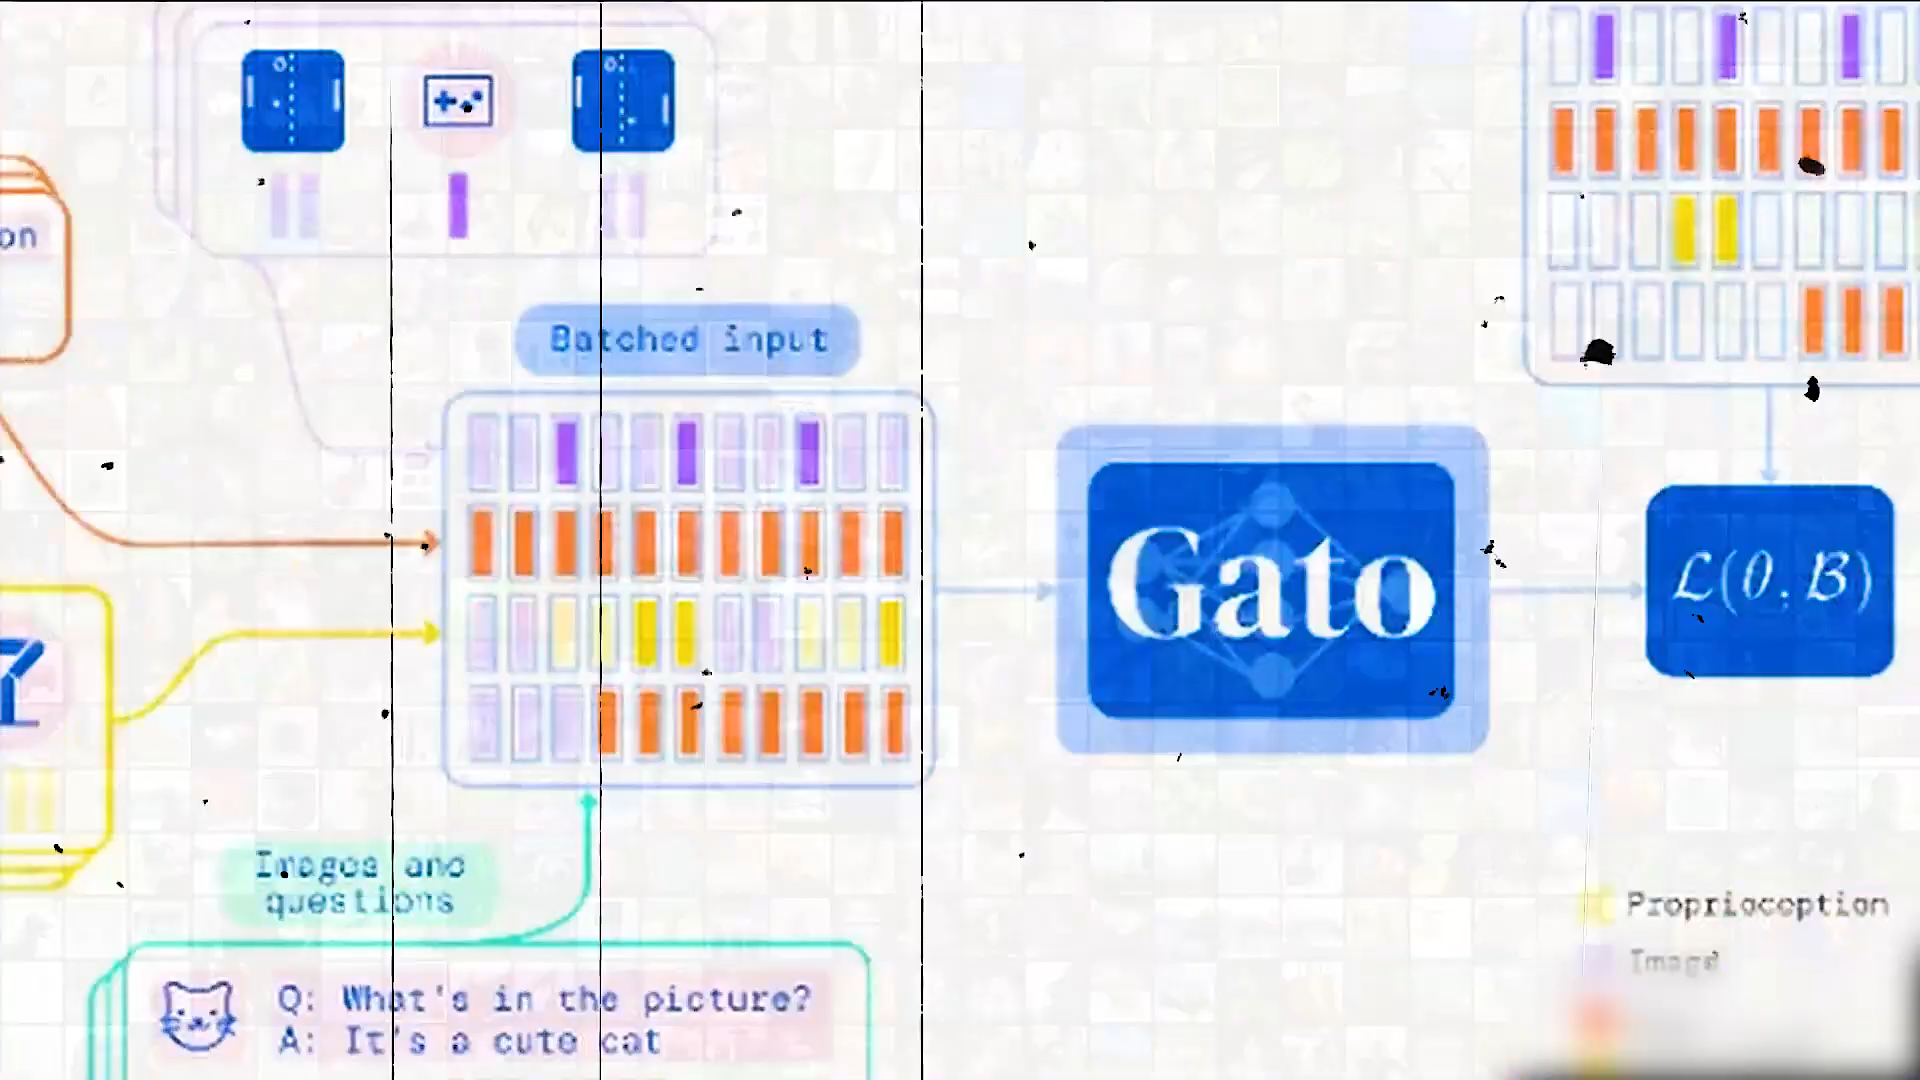 on
Batched input
Gato
L(θ, B)
Images and
questions
Proprioception
Image
Q: What's in the picture?
A: It's a cute cat